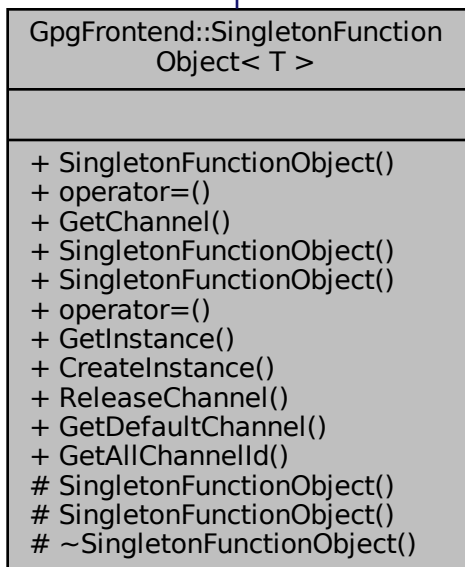 GpgFrontend::SingletonFunction
Object< T >
+ SingletonFunctionObject()
+ operator=()
+ GetChannel()
+ SingletonFunctionObject()
+ SingletonFunctionObject()
+ operator=()
+ GetInstance()
+ CreateInstance()
+ ReleaseChannel()
+ GetDefaultChannel()
+ GetAllChannelId()
# SingletonFunctionObject()
# SingletonFunctionObject()
# ~SingletonFunctionObject()